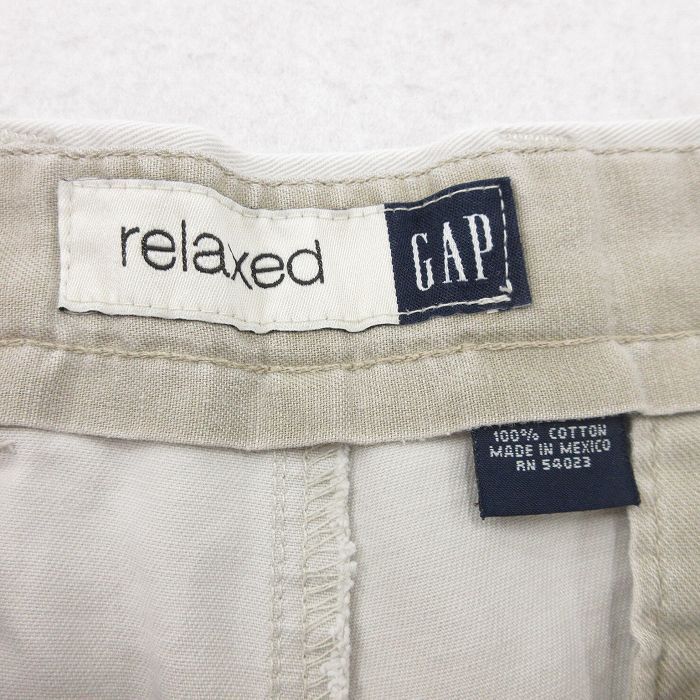 relaxed GAP
100% COTTON
MADE IN MEXICO
RN 54023